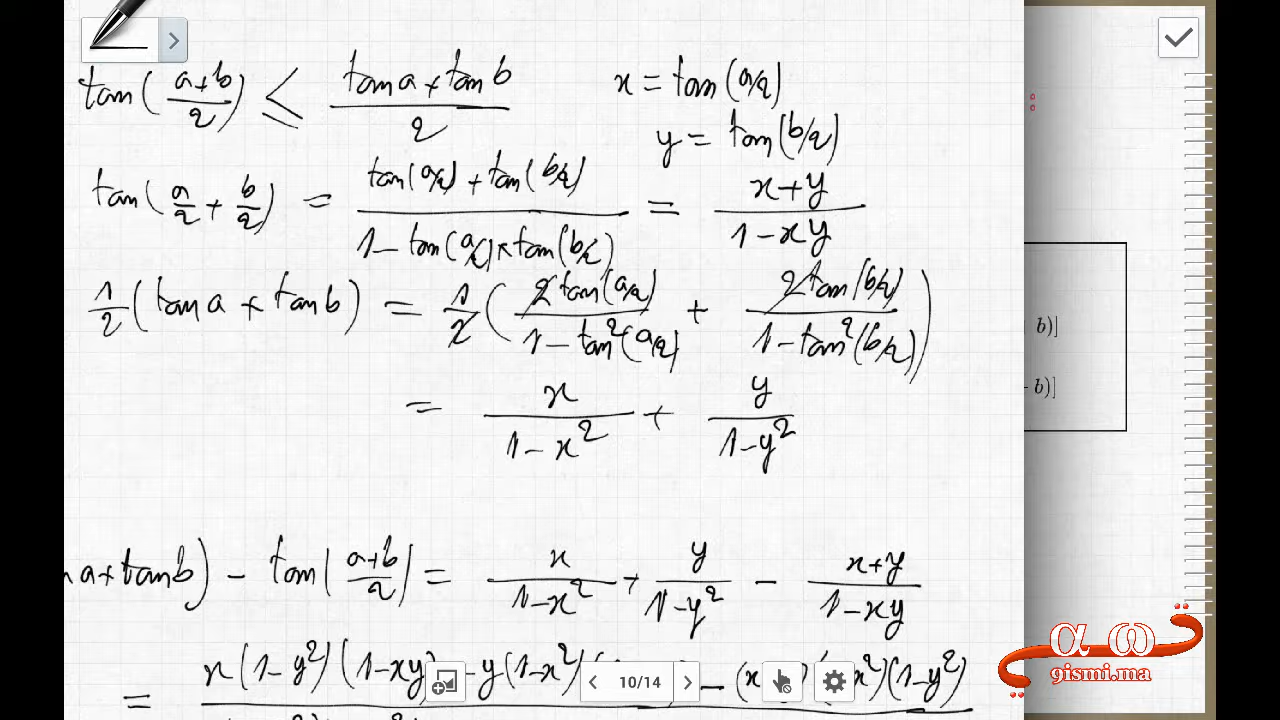 tan((a+b)/2) ≤ (tan a + tan b)/2    x = tan(a/2)
y = tan(b/2)
tan(a/2 + b/2) = (tan(a/2) + tan(b/2))/(1 - tan(a/2) × tan(b/2)) = (x+y)/(1-xy)
1/2 (tan a + tan b) = 1/2 (2tan(a/2)/(1 - tan²(a/2)) + 2tan(b/2)/(1 - tan²(b/2)))
b)]
b)]
= x/(1-x²) + y/(1-y²)
a + tan b) - tan((a+b)/2) = x/(1-x²) + y/(1-y²) - (x+y)/(1-xy)
= x(1-y²)(1-xy) - y(1-x²)( - (x )( x²)(1-y²)
10/14
α ω
gismi.ma